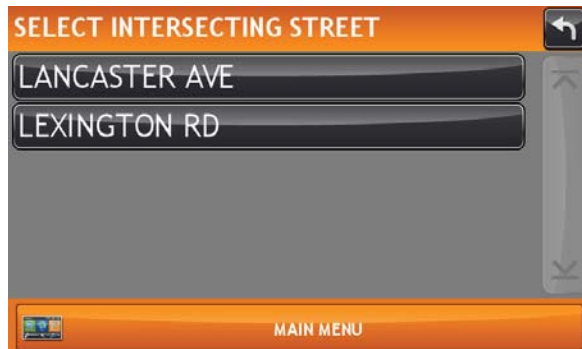 SELECT INTERSECTING STREET
LANCASTER AVE
LEXINGTON RD
MAIN MENU